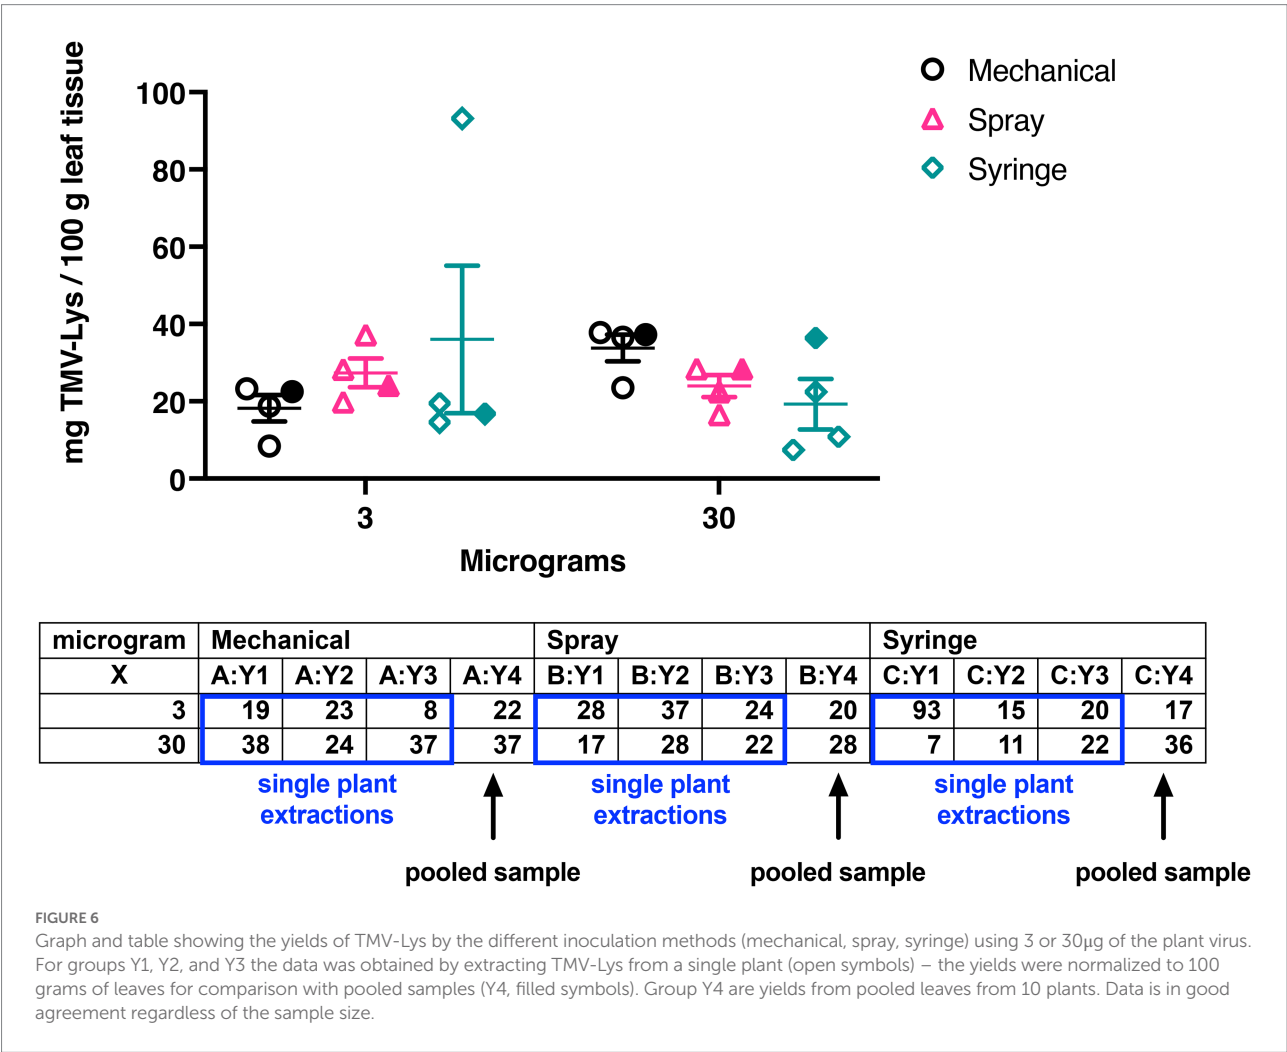 mg TMV-Lys / 100 g leaf tissue
100
80
60
40
20
0
3
30
Micrograms
Mechanical
Spray
Syringe
microgram Mechanical Spray Syringe
X A:Y1 A:Y2 A:Y3 A:Y4 B:Y1 B:Y2 B:Y3 B:Y4 C:Y1 C:Y2 C:Y3 C:Y4
3 19 23 8 22 28 37 24 20 93 15 20 17
30 38 24 37 37 17 28 22 28 7 11 22 36
single plant single plant single plant
extractions extractions extractions
pooled sample pooled sample pooled sample
FIGURE 6
Graph and table showing the yields of TMV-Lys by the different inoculation methods (mechanical, spray, syringe) using 3 or 30μg of the plant virus.
For groups Y1, Y2, and Y3 the data was obtained by extracting TMV-Lys from a single plant (open symbols) – the yields were normalized to 100
grams of leaves for comparison with pooled samples (Y4, filled symbols). Group Y4 are yields from pooled leaves from 10 plants. Data is in good
agreement regardless of the sample size.